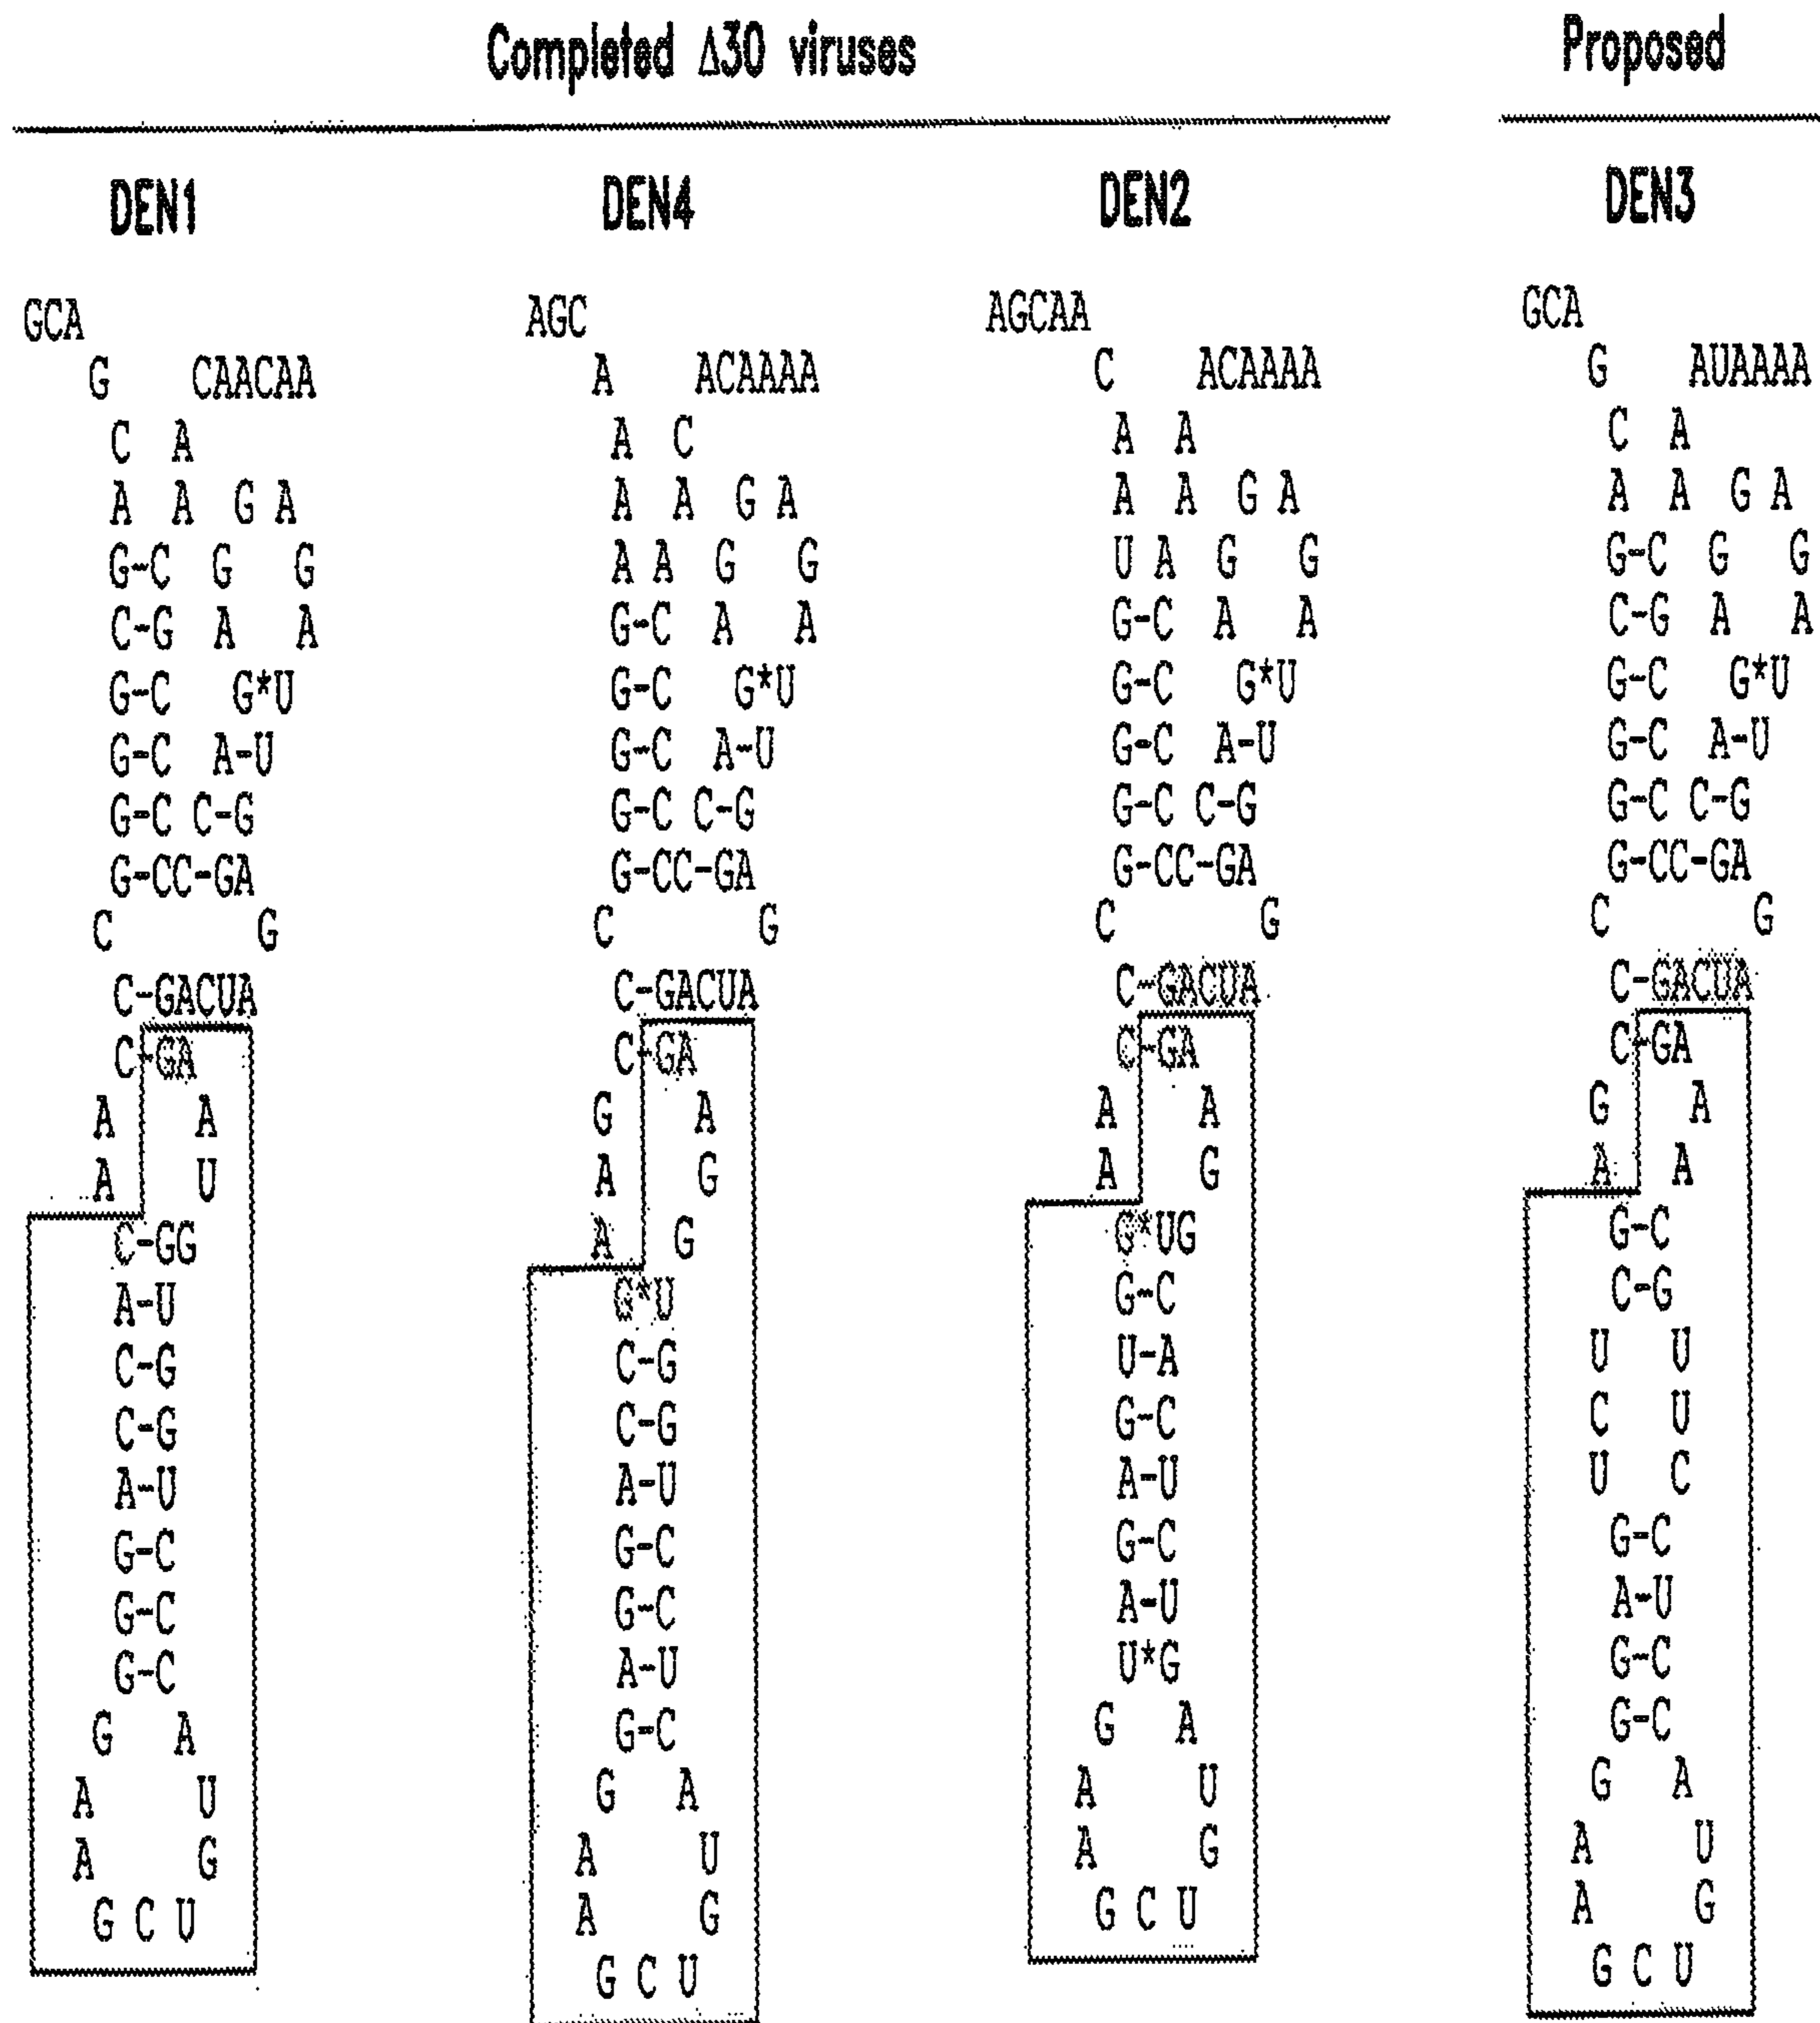 Completed Δ30 viruses Proposed
DEN1 DEN4 DEN2 DEN3
GCA AGC AGCAA GCA
G CAACAA A ACAAAA C ACAAAA G AUAAAA
C A A C A A C A
A A G A A A G A A A G A A A G A
G-C G G A A G G U A G G G-C G G
C-G A A G-C A A G-C A A C-G A A
G-C G*U G-C G*U G-C G*U G-C G*U
G-C A-U G-C A-U G-C A-U G-C A-U
G-C C-G G-C C-G G-C C-G G-C C-G
G-CC-GA G-CC-GA G-CC-GA G-CC-GA
C G C G C G C G
C-GACUA C-GACUA C-GACUA C-GACUA
C-GA C-GA C-GA C-GA
A A G A A A G A
A U A G A G A A
C-GG A G G*UG G-C
A-U G*U G-C C-G
C-G C-G U-A U U
C-G C-G G-C C U
A-U A-U A-U U C
G-C G-C G-C G-C
G-C G-C A-U A-U
G-C A-U U*G G-C
G A G-C G A G-C
A U G A A U G A
A G A U A G A U
G C U A G G C U A G
G C U G C U